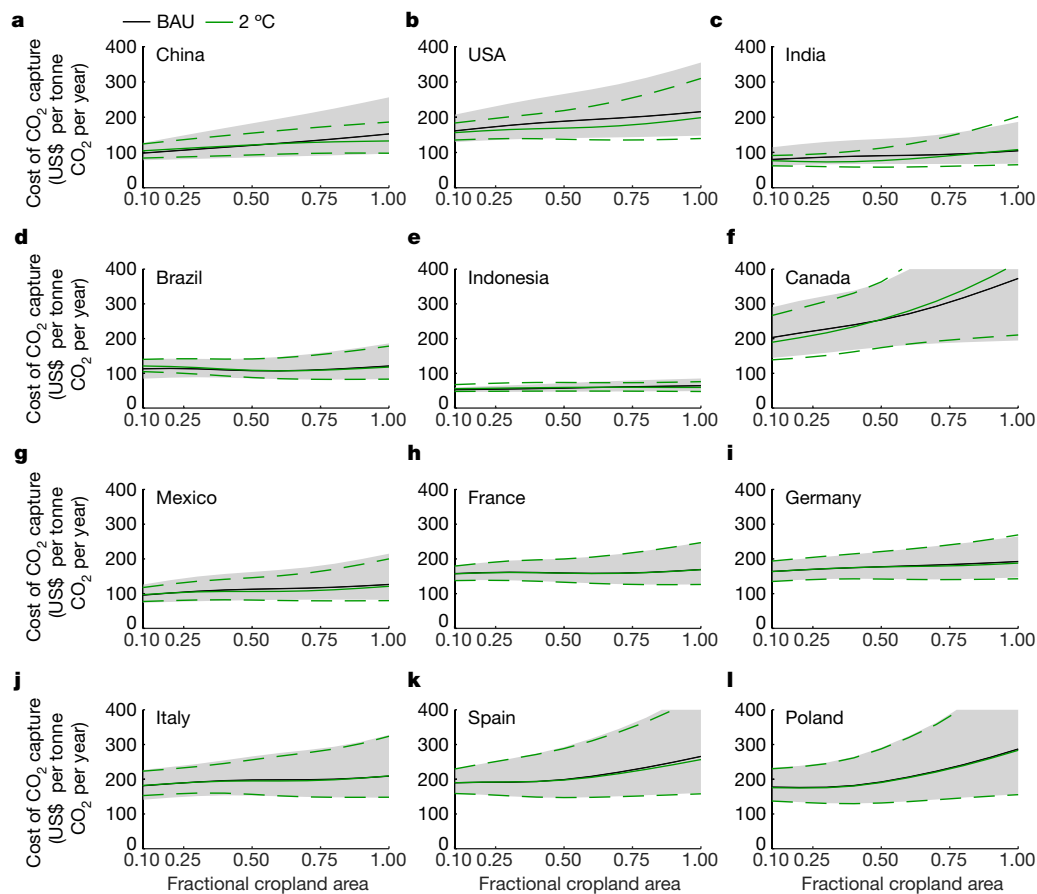 BAU 2 ºC
a b c
China USA India
Cost of CO2 capture
(US$ per tonne
CO2 per year)
400
300
200
100
0
0.10 0.25 0.50 0.75 1.00
400
300
200
100
0
0.10 0.25 0.50 0.75 1.00
400
300
200
100
0
0.10 0.25 0.50 0.75 1.00
d e f
Brazil Indonesia Canada
Cost of CO2 capture
(US$ per tonne
CO2 per year)
400
300
200
100
0
0.10 0.25 0.50 0.75 1.00
400
300
200
100
0
0.10 0.25 0.50 0.75 1.00
400
300
200
100
0
0.10 0.25 0.50 0.75 1.00
g h i
Mexico France Germany
Cost of CO2 capture
(US$ per tonne
CO2 per year)
400
300
200
100
0
0.10 0.25 0.50 0.75 1.00
400
300
200
100
0
0.10 0.25 0.50 0.75 1.00
400
300
200
100
0
0.10 0.25 0.50 0.75 1.00
j k l
Italy Spain Poland
Cost of CO2 capture
(US$ per tonne
CO2 per year)
400
300
200
100
0
0.10 0.25 0.50 0.75 1.00
Fractional cropland area
400
300
200
100
0
0.10 0.25 0.50 0.75 1.00
Fractional cropland area
400
300
200
100
0
0.10 0.25 0.50 0.75 1.00
Fractional cropland area